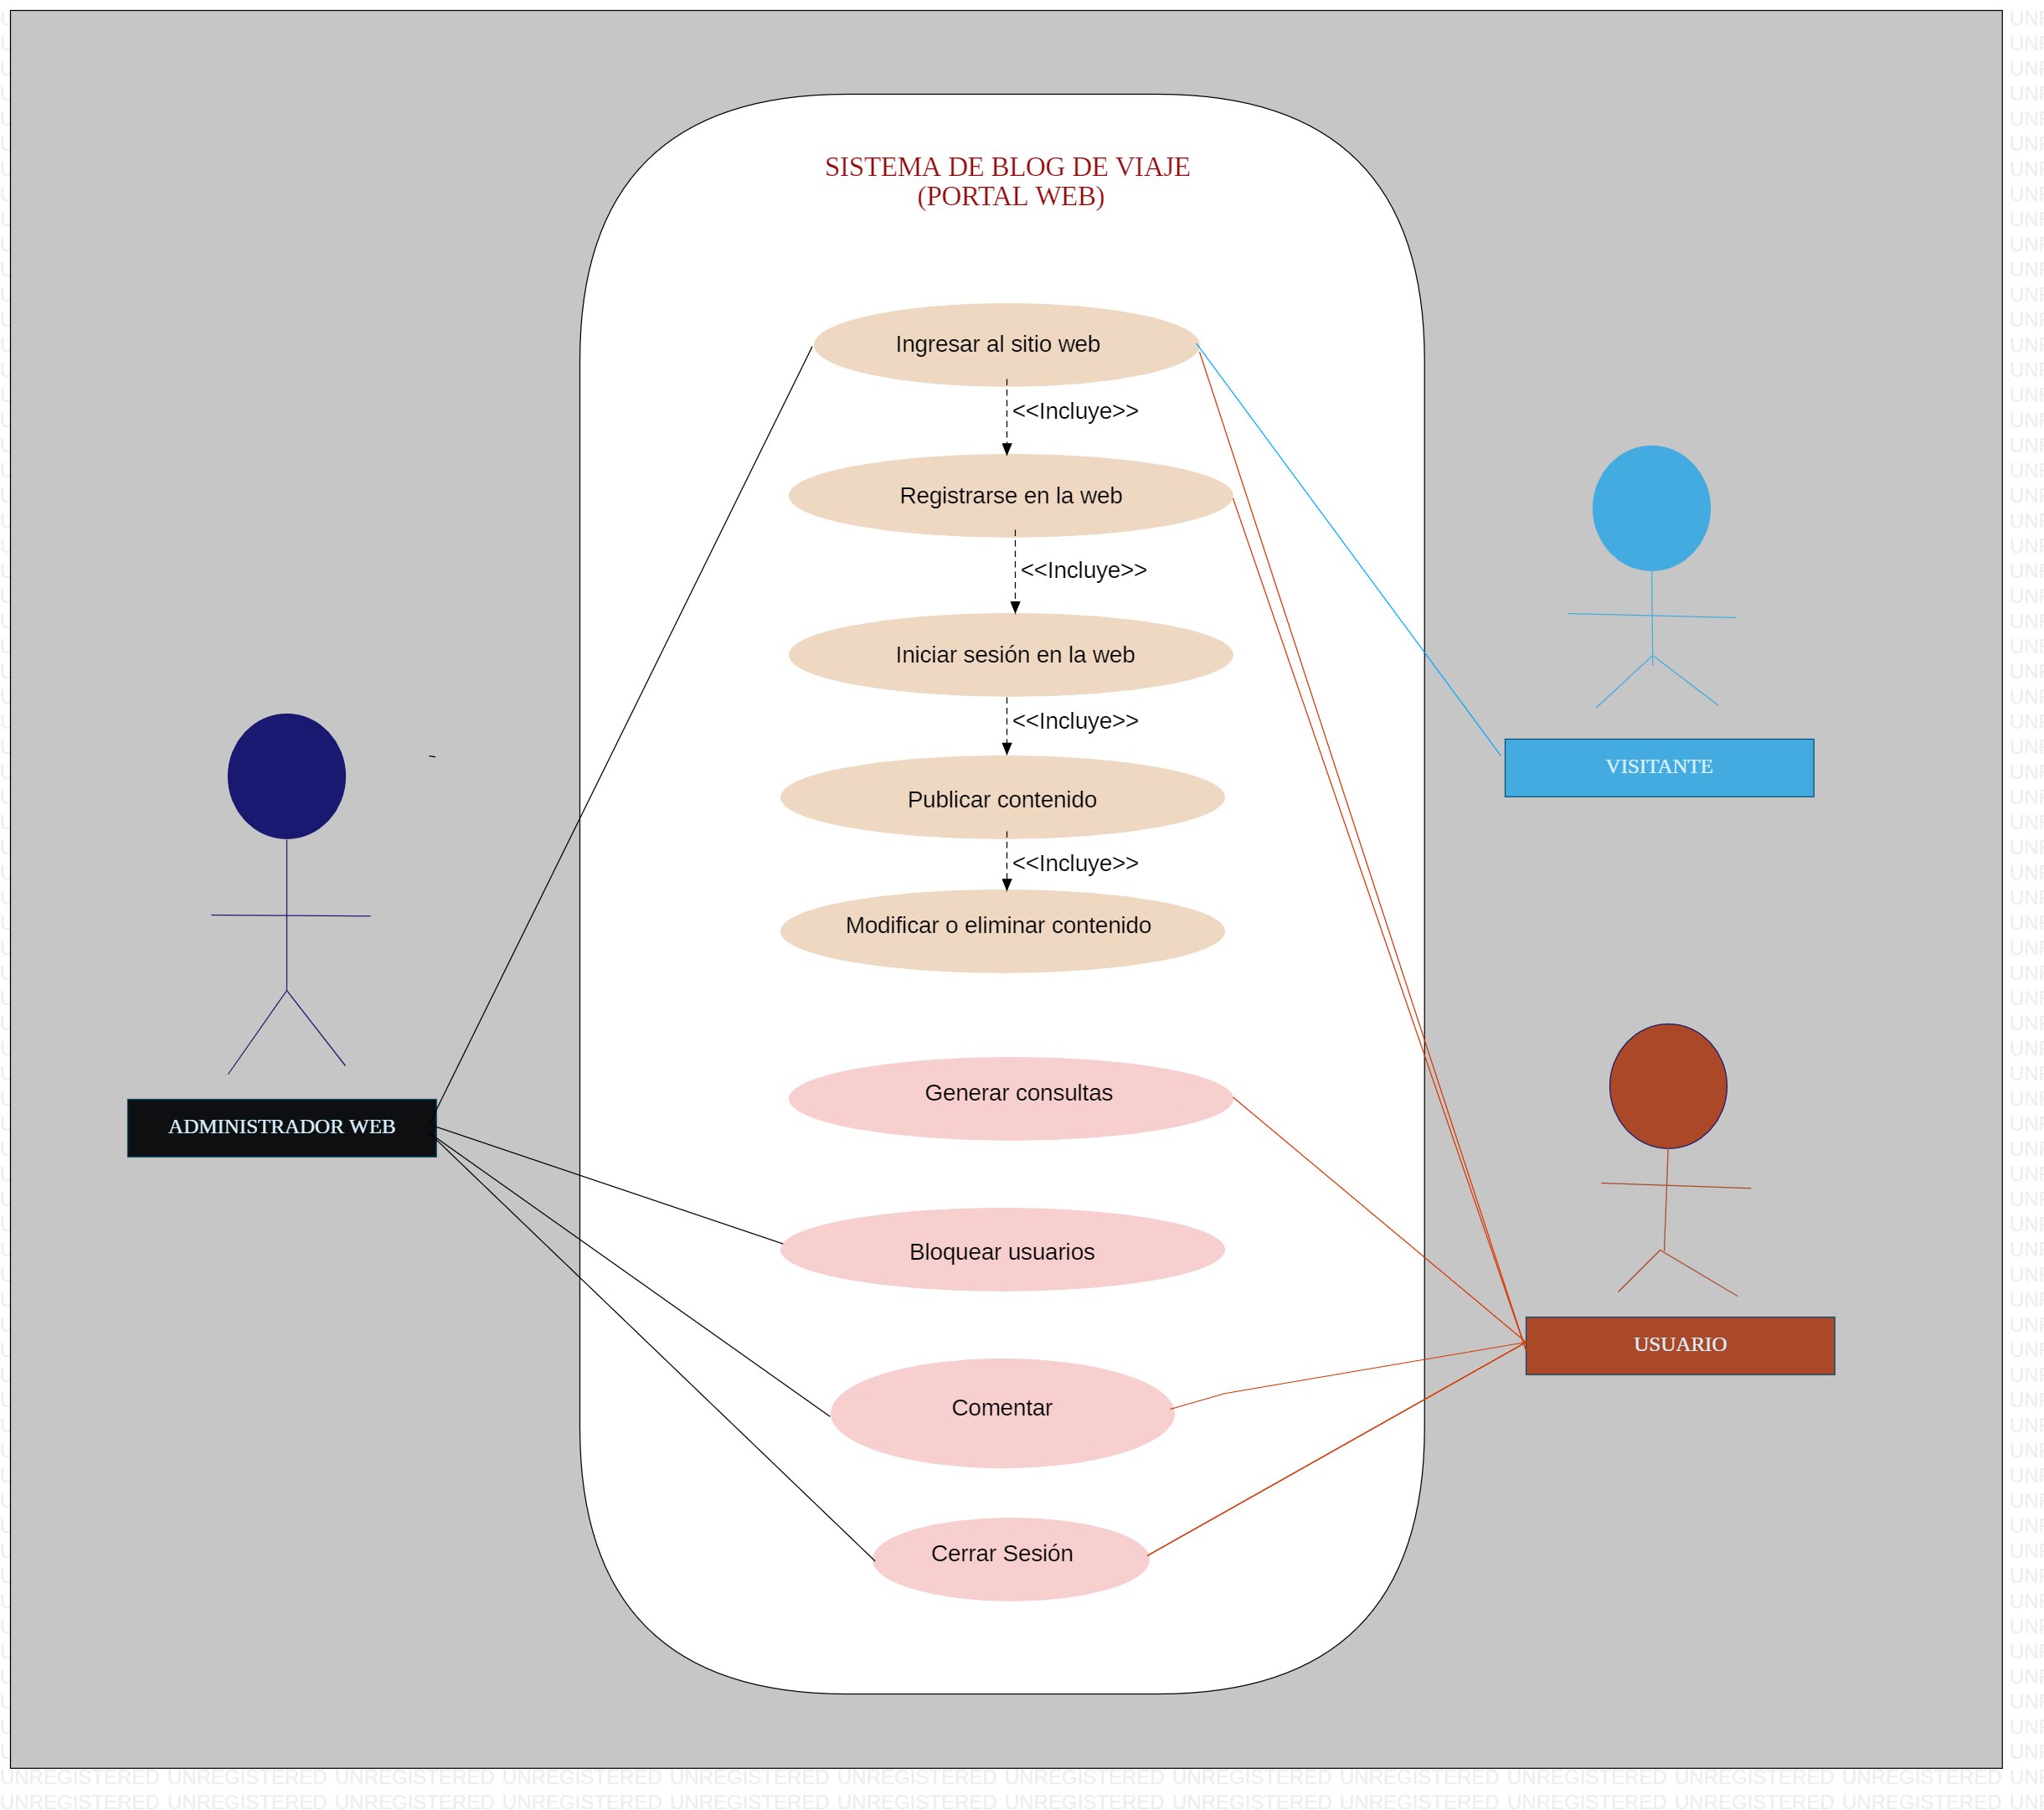 SISTEMA DE BLOG DE VIAJE
(PORTAL WEB)
Ingresar al sitio web
<<Incluye>>
Registrarse en la web
<<Incluye>>
Iniciar sesión en la web
<<Incluye>>
Publicar contenido
<<Incluye>>
Modificar o eliminar contenido
Generar consultas
Bloquear usuarios
Comentar
Cerrar Sesión
ADMINISTRADOR WEB
VISITANTE
USUARIO
UNREGISTERED UNREGISTERED UNREGISTERED UNREGISTERED UNREGISTERED UNREGISTERED UNREGISTERED UNREGISTERED UNREGISTERED UNREGISTERED UNREGISTERED UNREGISTERED
UNREGISTERED UNREGISTERED UNREGISTERED UNREGISTERED UNREGISTERED UNREGISTERED UNREGISTERED UNREGISTERED UNREGISTERED UNREGISTERED UNREGISTERED UNREGISTERED